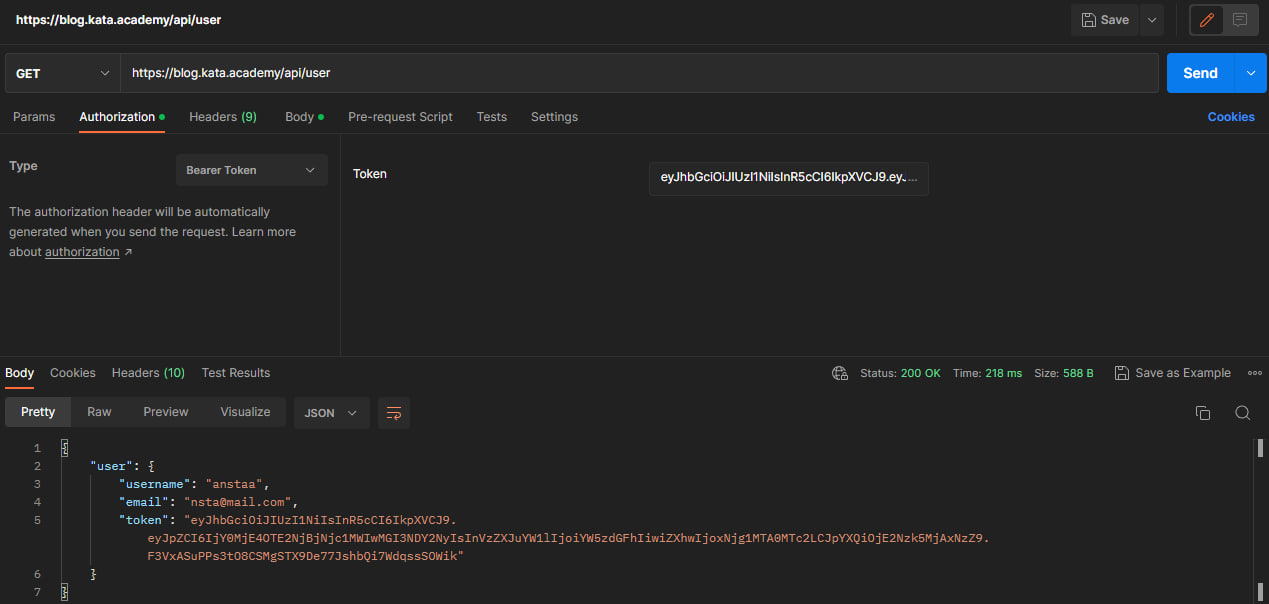 https://blog.kata.academy/api/user
Save
GET
https://blog.kata.academy/api/user
Send
Params
Authorization
Headers (9)
Body
Pre-request Script
Tests
Settings
Cookies
Type
Bearer Token
The authorization header will be automatically
generated when you send the request. Learn more
about authorization ↗
Token
eyJhbGciOiJIUzI1NiIsInR5cCI6IkpXVCJ9.ey...
Body
Cookies
Headers (10)
Test Results
Status: 200 OK
Time: 218 ms
Size: 588 B
Save as Example
Pretty
Raw
Preview
Visualize
JSON
1 {
2 "user": {
3 "username": "anstaa",
4 "email": "nsta@mail.com",
5 "token": "eyJhbGciOiJIUzI1NiIsInR5cCI6IkpXVCJ9.
eyJpZCI6IjY0MjE4OTE2NjBjNjc1MWIwMGI3NDY2NyIsInVzZXJuYW1lIjoiYW5zdGFhIiwiZXhwIjoxNjg1MTA0MTc2LCJpYXQiOjE2Nzk5MjAxNzZ9.
F3VxASuPPs3tO8CSMgSTX9De77JshbQi7WdqssSOWik"
6 }
7 }